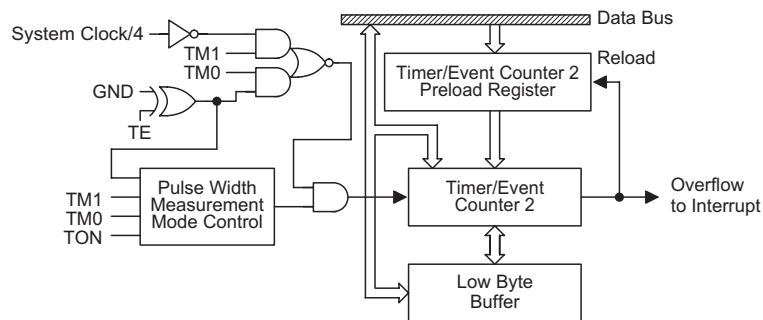 System Clock/4
TM1
TM0
GND
TE
TM1
TM0
TON
Pulse Width
Measurement
Mode Control
Data Bus
Timer/Event Counter 2
Preload Register
Reload
Timer/Event
Counter 2
Overflow
to Interrupt
Low Byte
Buffer